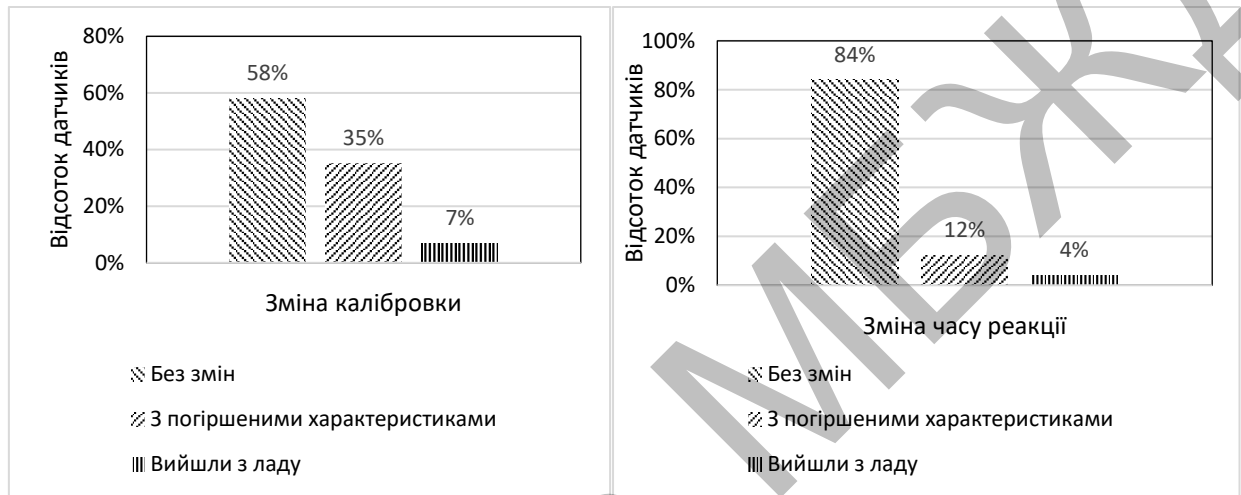 80%
60%
40%
20%
0%
Відсоток датчиків
58%
35%
7%
Зміна калібровки
Без змін
З погіршеними характеристиками
Вийшли з ладу
100%
80%
60%
40%
20%
0%
Відсоток датчиків
84%
12%
4%
Зміна часу реакції
Без змін
З погіршеними характеристиками
Вийшли з ладу